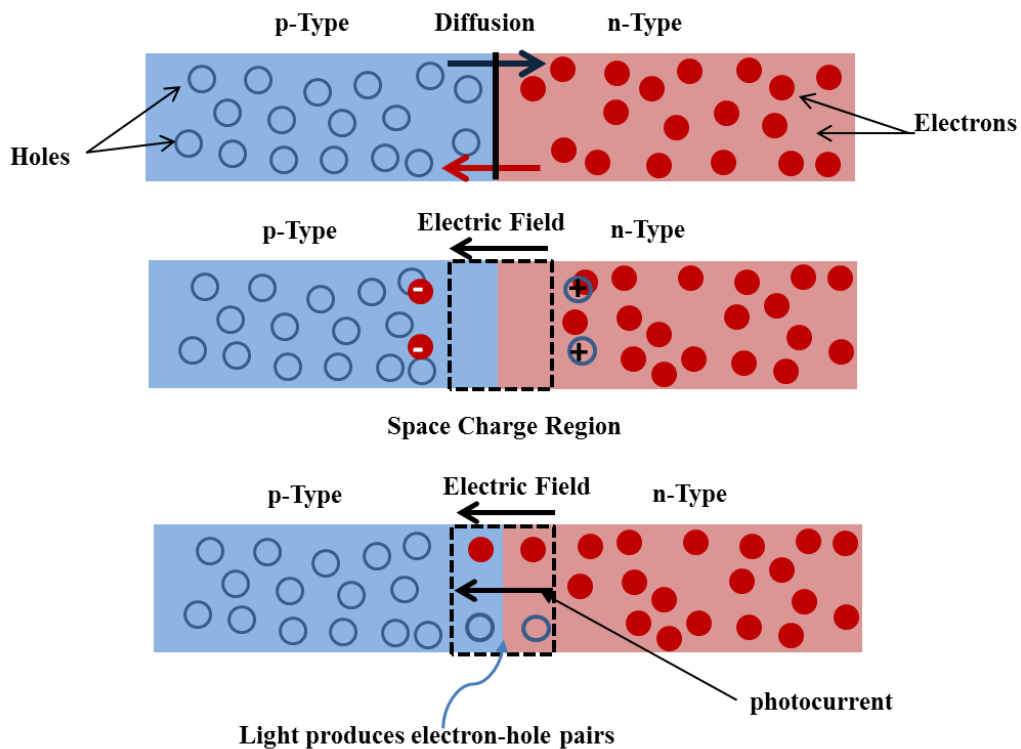 p-Type Diffusion n-Type
Holes
Electrons
Electric Field
p-Type n-Type
- +
- +
Space Charge Region
Electric Field
p-Type n-Type
photocurrent
Light produces electron-hole pairs